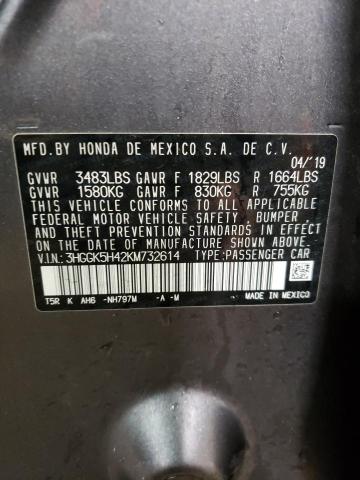 MFD.BY HONDA DE MEXICO S.A. DE C.V.
04/'19
GVWR 3483LBS GAWR F 1829LBS R 1664LBS
GVWR 1580KG GAWR F 830KG R 755KG
THIS VEHICLE CONFORMS TO ALL APPLICABLE
FEDERAL MOTOR VEHICLE SAFETY, BUMPER ,
AND THEFT PREVENTION STANDARDS IN EFFECT
ON THE DATE OF MANUFACTURE SHOWN ABOVE.
V.I.N.: 3HGGK5H42KM732614 TYPE:PASSENGER CAR
T5R K AH6 -NH797M -A -M
MADE IN MEXICO